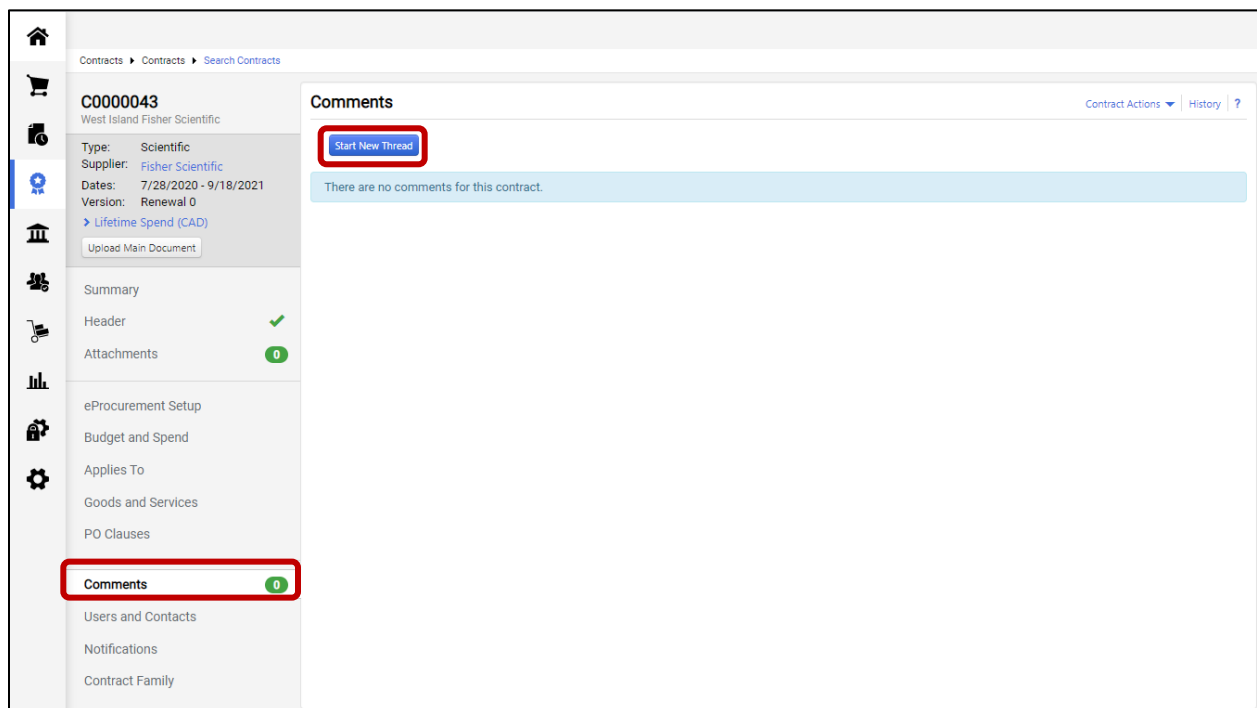 Contracts Contracts Search Contracts
C0000043
West Island Fisher Scientific
Type: Scientific
Supplier: Fisher Scientific
Dates: 7/28/2020 - 9/18/2021
Version: Renewal 0
Lifetime Spend (CAD)
Upload Main Document
Summary
Header
Attachments 0
eProcurement Setup
Budget and Spend
Applies To
Goods and Services
PO Clauses
Comments 0
Users and Contacts
Notifications
Contract Family
Comments
Contract Actions History ?
Start New Thread
There are no comments for this contract.